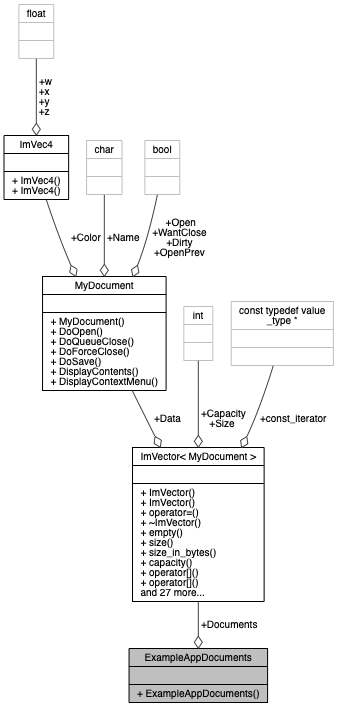 float
+w
+x
+y
+z
ImVec4
+ ImVec4()
+ ImVec4()
char
bool
+Color
+Name
+Open
+WantClose
+Dirty
+OpenPrev
MyDocument
+ MyDocument()
+ DoOpen()
+ DoQueueClose()
+ DoForceClose()
+ DoSave()
+ DisplayContents()
+ DisplayContextMenu()
int
const typedef value
_type *
+Data
+Capacity
+Size
+const_iterator
ImVector< MyDocument >
+ ImVector()
+ ImVector()
+ operator=()
+ ~ImVector()
+ empty()
+ size()
+ size_in_bytes()
+ capacity()
+ operator[]()
+ operator[]()
and 27 more...
+Documents
ExampleAppDocuments
+ ExampleAppDocuments()